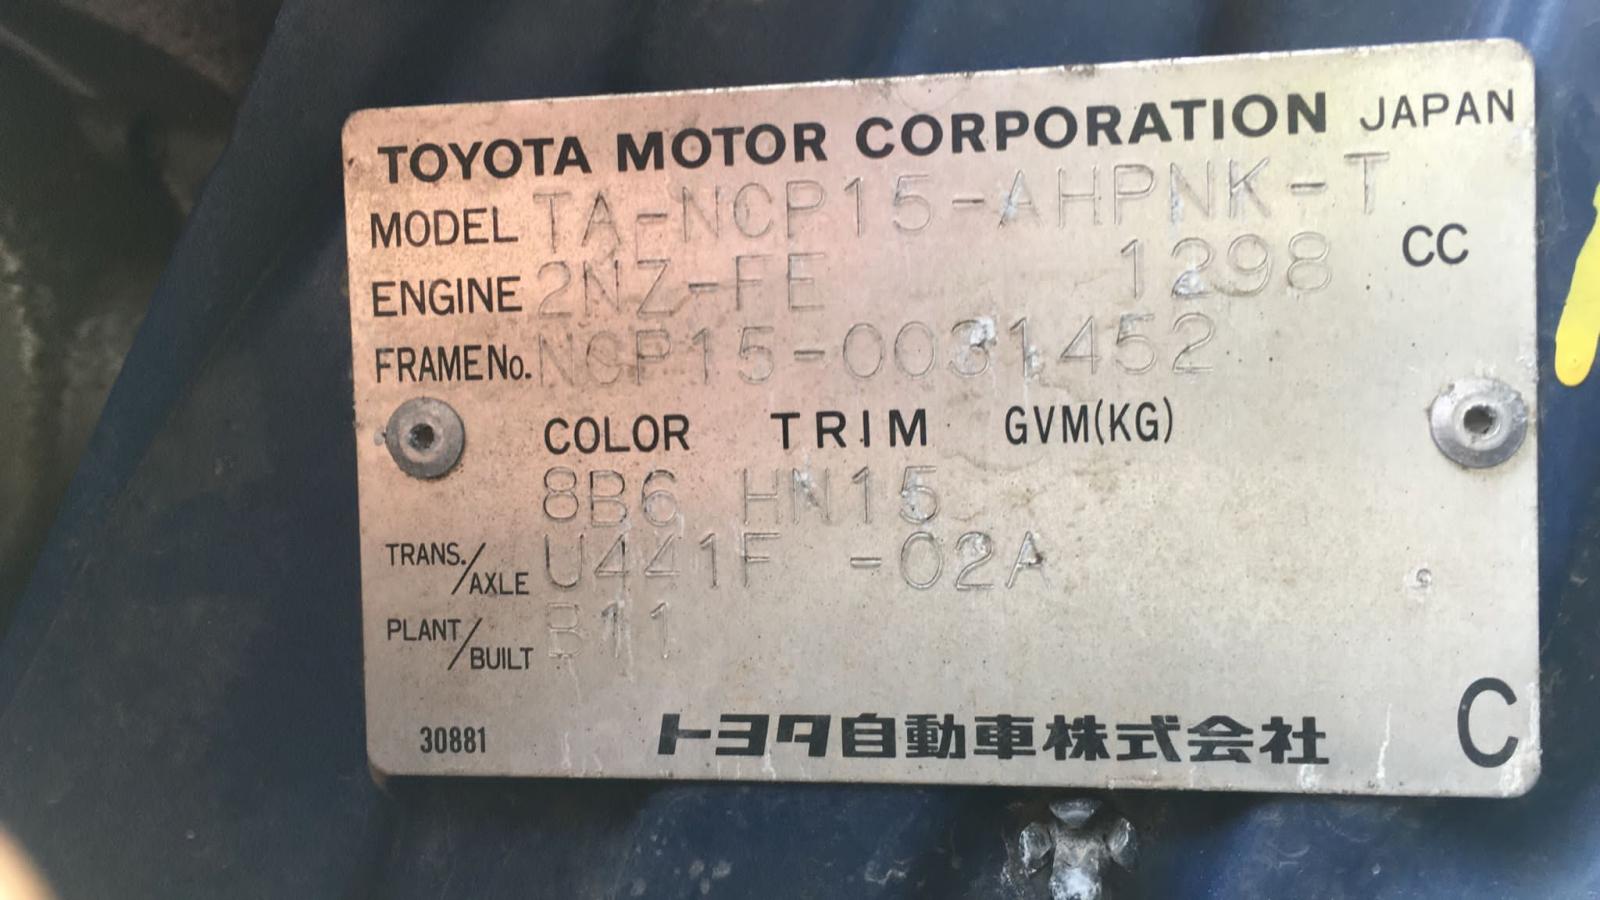 TOYOTA MOTOR CORPORATION JAPAN
MODEL TA-NCP15-AHPNK-T
ENGINE 2NZ-FE 1298 CC
FRAME No. NCP15-0031452
COLOR TRIM GVM(KG)
8B6 HN15
TRANS./AXLE U441F -02A
PLANT/BUILT B11
30881 トヨタ自動車株式会社 C